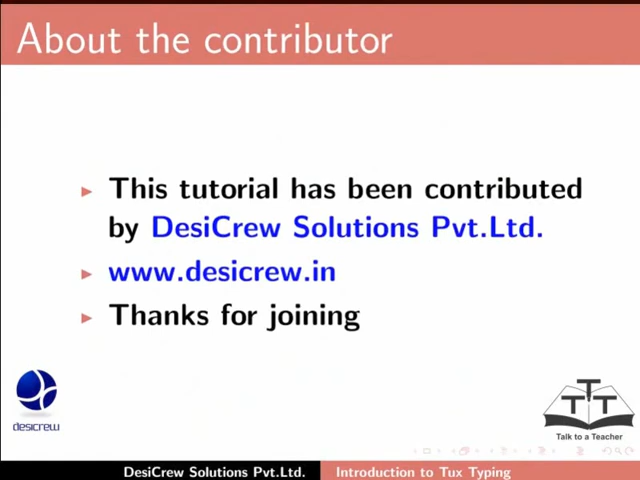 About the contributor
This tutorial has been contributed
by DesiCrew Solutions Pvt.Ltd.
www.desicrew.in
Thanks for joining
desicrew
T T T
Talk to a Teacher
DesiCrew Solutions Pvt.Ltd. Introduction to Tux Typing